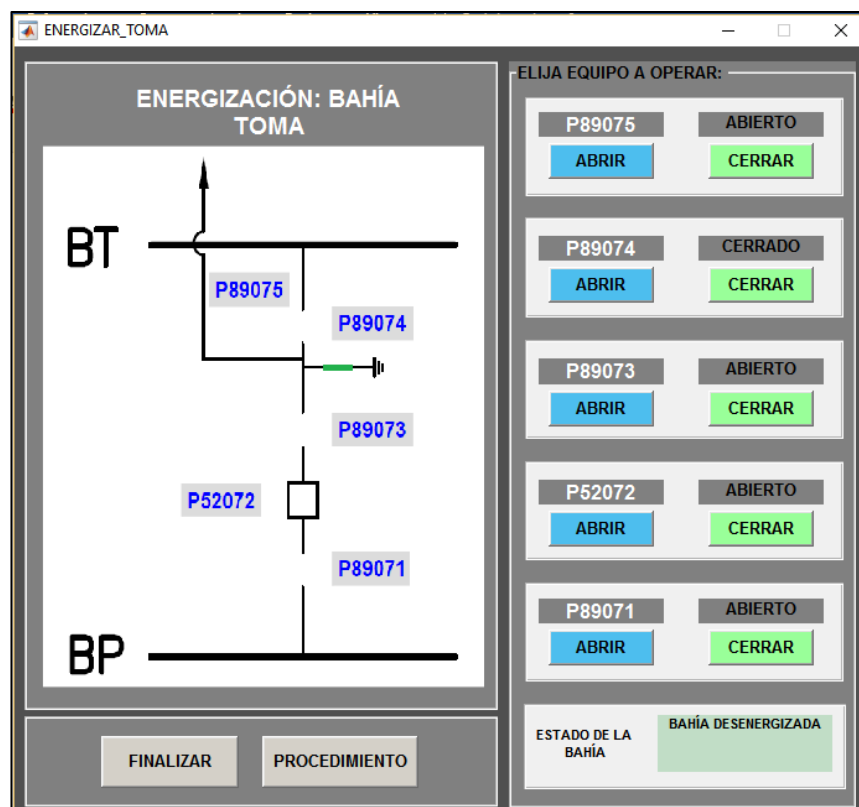 ENERGIZAR_TOMA
ENERGIZACIÓN: BAHÍA
TOMA
BT
P89075
P89074
P89073
P52072
P89071
BP
FINALIZAR
PROCEDIMIENTO
ELIJA EQUIPO A OPERAR:
P89075
ABIERTO
ABRIR
CERRAR
P89074
CERRADO
ABRIR
CERRAR
P89073
ABIERTO
ABRIR
CERRAR
P52072
ABIERTO
ABRIR
CERRAR
P89071
ABIERTO
ABRIR
CERRAR
ESTADO DE LA
BAHÍA
BAHÍA DESENERGIZADA